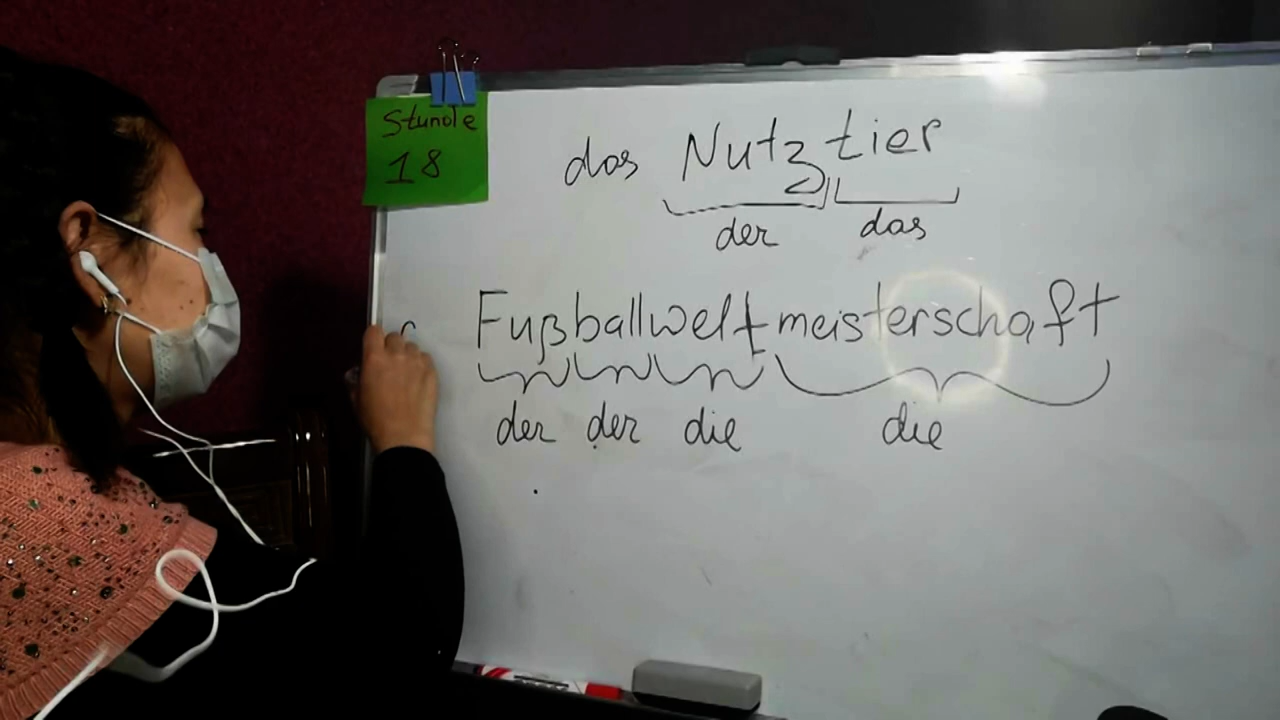 Stunde
18
das Nutztier
der das
Fußballweltmeisterschaft
der der die die